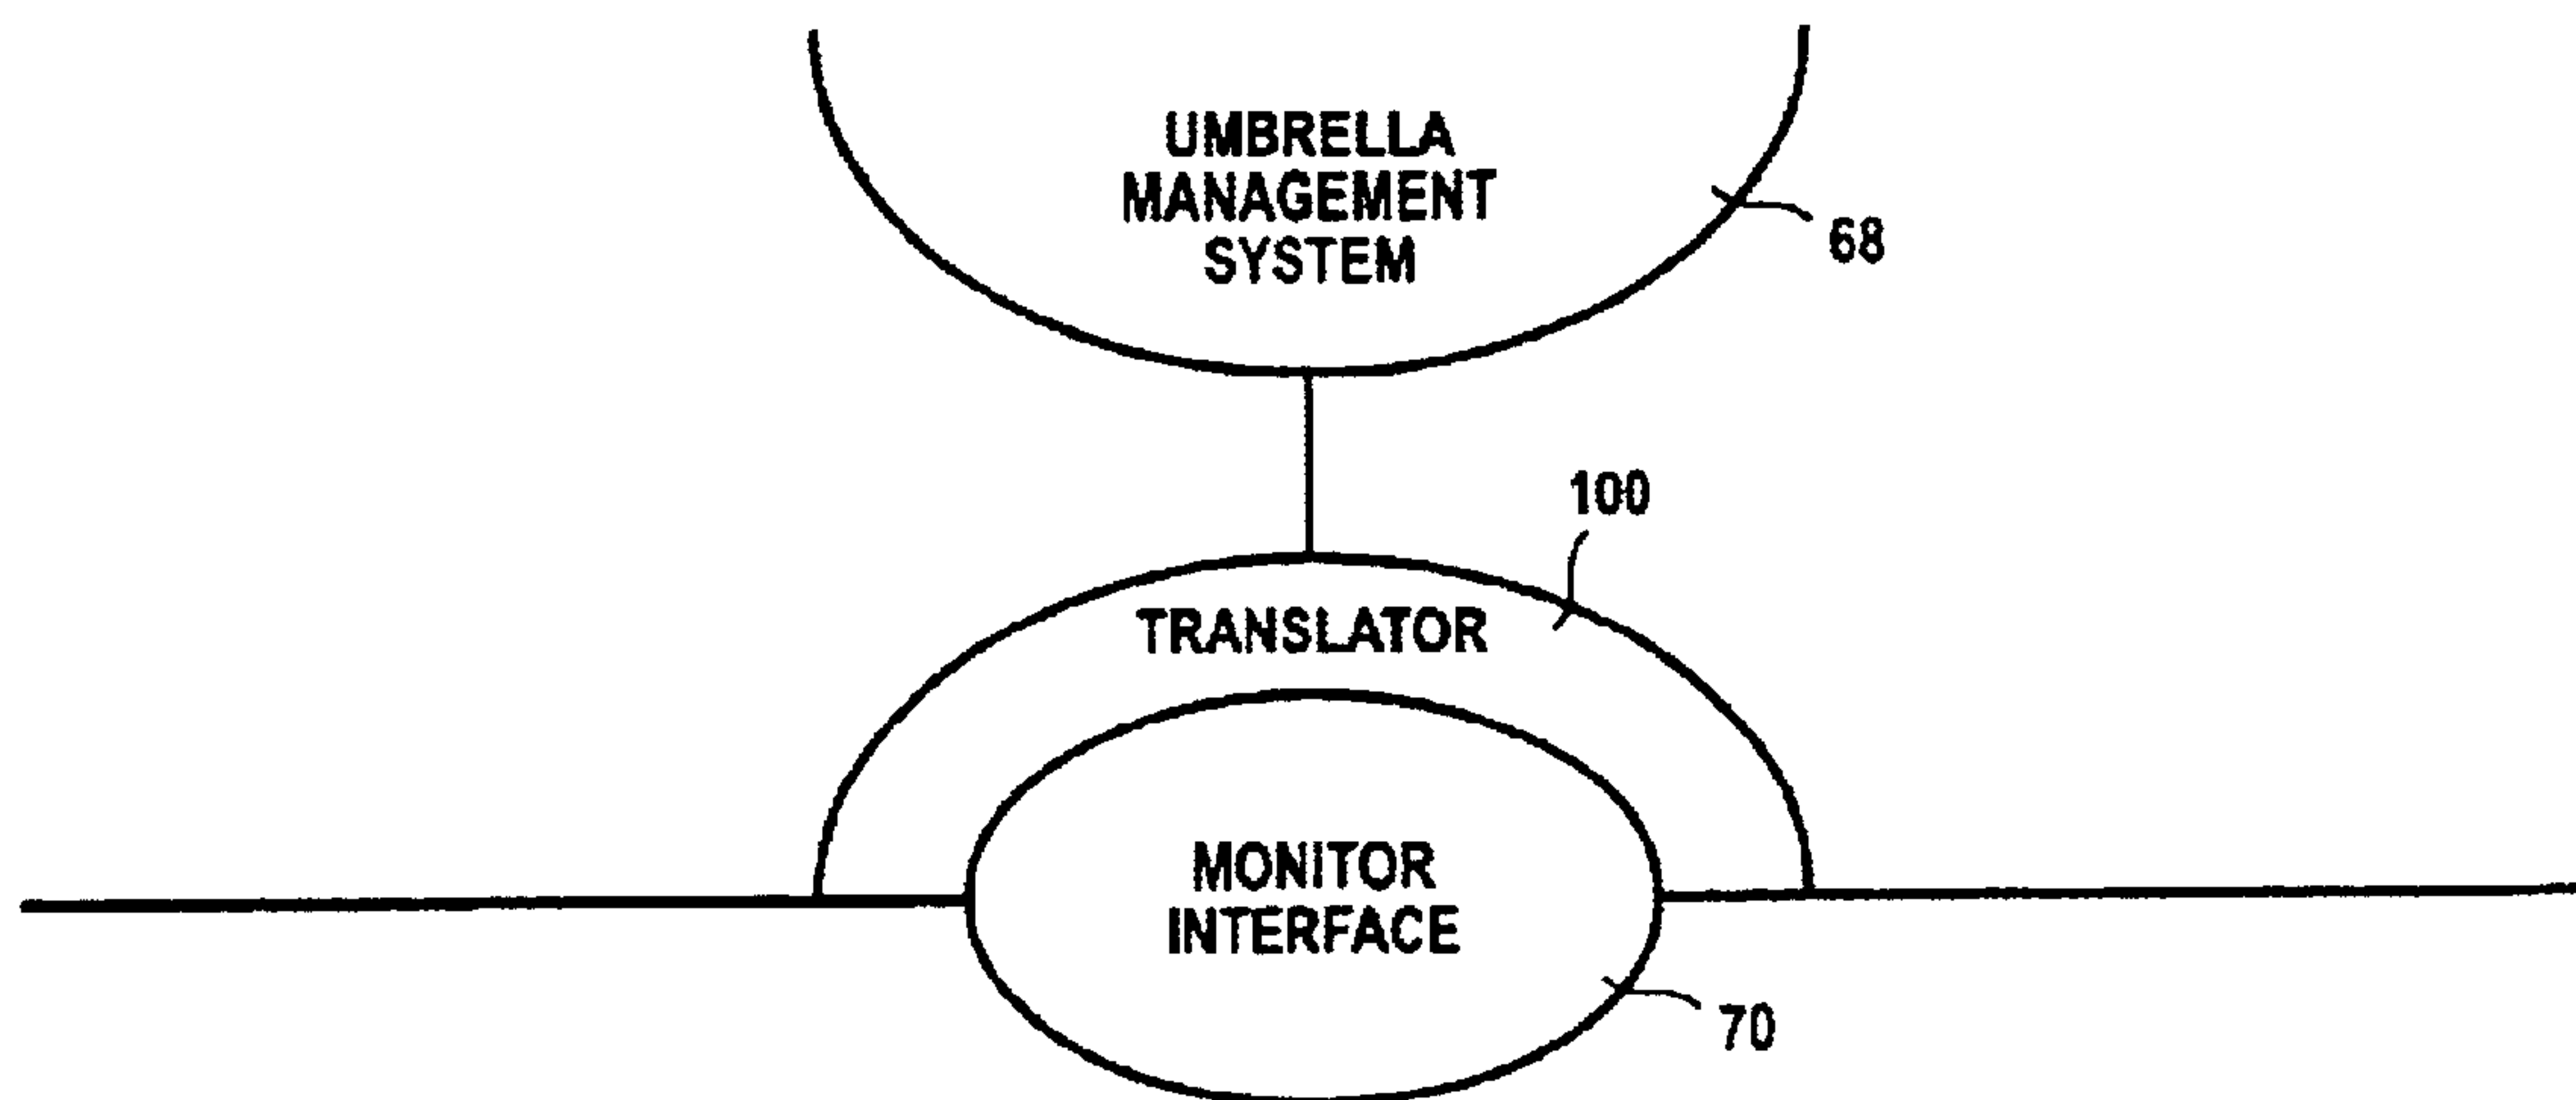 UMBRELLA
MANAGEMENT
SYSTEM
68
100
TRANSLATOR
MONITOR
INTERFACE
70